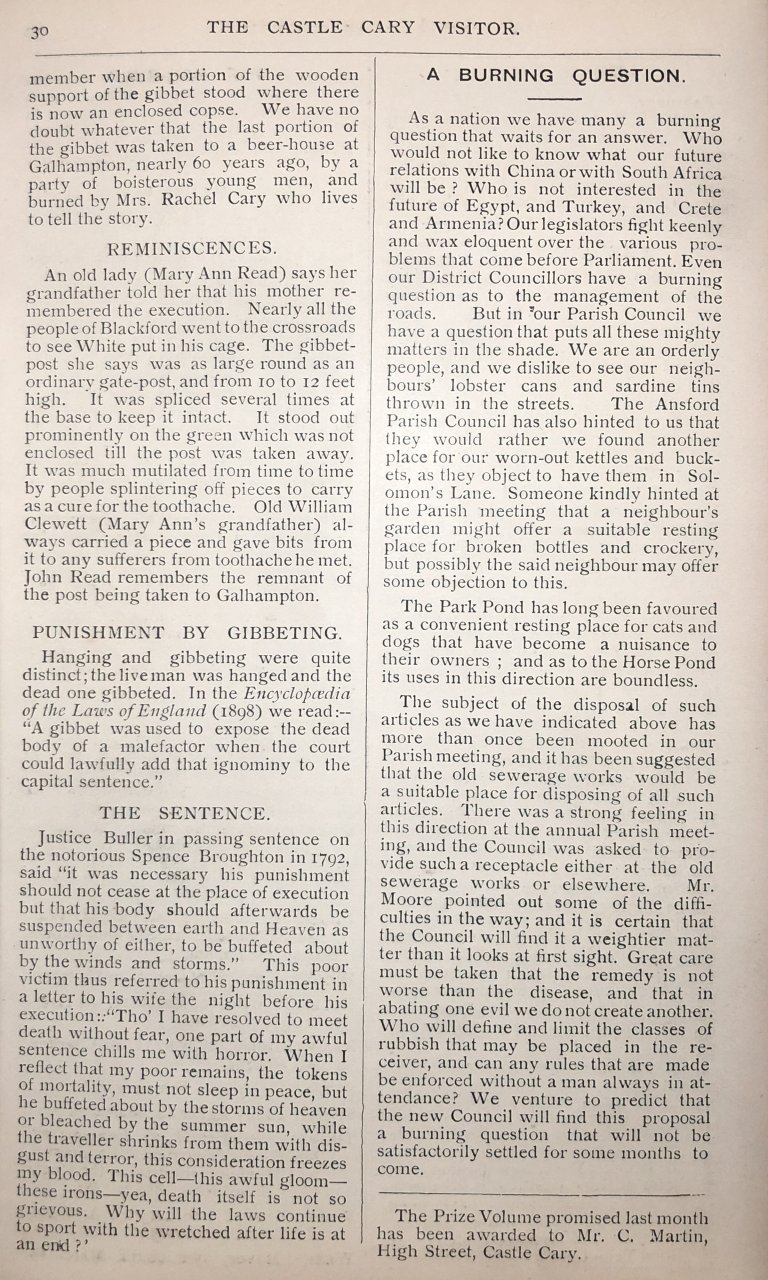 30
THE CASTLE CARY VISITOR.
member when a portion of the wooden
support of the gibbet stood where there
is now an enclosed copse. We have no
doubt whatever that the last portion of
the gibbet was taken to a beer-house at
Galhampton, nearly 60 years ago, by a
party of boisterous young men, and
burned by Mrs. Rachel Cary who lives
to tell the story.
REMINISCENCES.
An old lady (Mary Ann Read) says her
grandfather told her that his mother re-
membered the execution. Nearly all the
people of Blackford went to the crossroads
to see White put in his cage. The gibbet-
post she says was as large round as an
ordinary gate-post, and from 10 to 12 feet
high. It was spliced several times at
the base to keep it intact. It stood out
prominently on the green which was not
enclosed till the post was taken away.
It was much mutilated from time to time
by people splintering off pieces to carry
as a cure for the toothache. Old William
Clewett (Mary Ann's grandfather) al-
ways carried a piece and gave bits from
it to any sufferers from toothache he met.
John Read remembers the remnant of
the post being taken to Galhampton.
PUNISHMENT BY GIBBETING.
Hanging and gibbeting were quite
distinct; the live man was hanged and the
dead one gibbeted. In the Encyclopædia
of the Laws of England (1898) we read:--
"A gibbet was used to expose the dead
body of a malefactor when the court
could lawfully add that ignominy to the
capital sentence."
THE SENTENCE.
Justice Buller in passing sentence on
the notorious Spence Broughton in 1792,
said "it was necessary his punishment
should not cease at the place of execution
but that his body should afterwards be
suspended between earth and Heaven as
unworthy of either, to be buffeted about
by the winds and storms." This poor
victim thus referred to his punishment in
a letter to his wife the night before his
execution:-"Tho' I have resolved to meet
death without fear, one part of my awful
sentence chills me with horror. When I
reflect that my poor remains, the tokens
of mortality, must not sleep in peace, but
he buffeted about by the storms of heaven
or bleached by the summer sun, while
the traveller shrinks from them with dis-
gust and terror, this consideration freezes
my blood. This cell—this awful gloom—
these irons—yea, death itself is not so
grievous. Why will the laws continue
to sport with the wretched after life is at
an end?'
A BURNING QUESTION.
As a nation we have many a burning
question that waits for an answer. Who
would not like to know what our future
relations with China or with South Africa
will be? Who is not interested in the
future of Egypt, and Turkey, and Crete
and Armenia? Our legislators fight keenly
and wax eloquent over the various pro-
blems that come before Parliament. Even
our District Councillors have a burning
question as to the management of the
roads. But in our Parish Council we
have a question that puts all these mighty
matters in the shade. We are an orderly
people, and we dislike to see our neigh-
bours' lobster cans and sardine tins
thrown in the streets. The Ansford
Parish Council has also hinted to us that
they would rather we found another
place for our worn-out kettles and buck-
ets, as they object to have them in Sol-
omon's Lane. Someone kindly hinted at
the Parish meeting that a neighbour's
garden might offer a suitable resting
place for broken bottles and crockery,
but possibly the said neighbour may offer
some objection to this.
The Park Pond has long been favoured
as a convenient resting place for cats and
dogs that have become a nuisance to
their owners; and as to the Horse Pond
its uses in this direction are boundless.
The subject of the disposal of such
articles as we have indicated above has
more than once been mooted in our
Parish meeting, and it has been suggested
that the old sewerage works would be
a suitable place for disposing of all such
articles. There was a strong feeling in
this direction at the annual Parish meet-
ing, and the Council was asked to pro-
vide such a receptacle either at the old
sewerage works or elsewhere. Mr.
Moore pointed out some of the diffi-
culties in the way; and it is certain that
the Council will find it a weightier mat-
ter than it looks at first sight. Great care
must be taken that the remedy is not
worse than the disease, and that in
abating one evil we do not create another.
Who will define and limit the classes of
rubbish that may be placed in the re-
ceiver, and can any rules that are made
be enforced without a man always in at-
tendance? We venture to predict that
the new Council will find this proposal
a burning question that will not be
satisfactorily settled for some months to
come.
The Prize Volume promised last month
has been awarded to Mr. C. Martin,
High Street, Castle Cary.